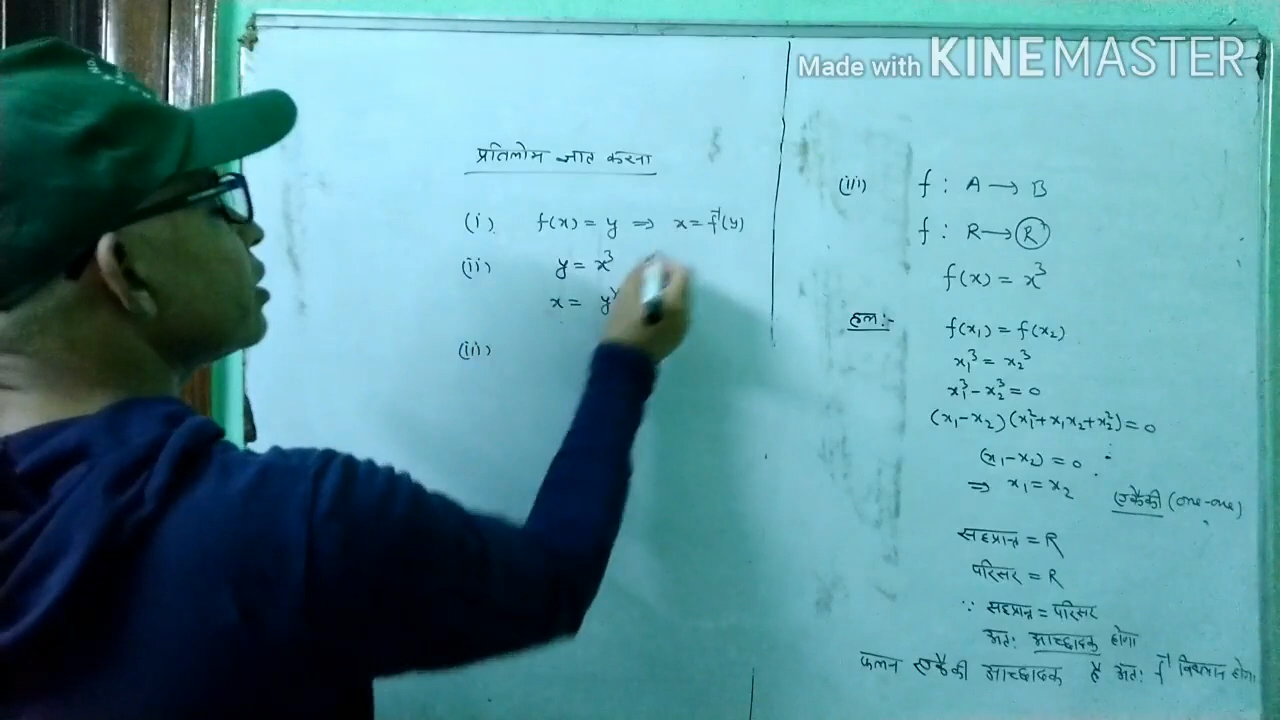 Made with KINEMASTER
प्रतिलोम ज्ञात करना
(i) f(x) = y ⇒ x = f⁻¹(y)
(ii) y = x³
x = y
(iii)
(iii) f : A → B
f : R → R
f(x) = x³
हल:-
f(x₁) = f(x₂)
x₁³ = x₂³
x₁³ - x₂³ = 0
(x₁-x₂)(x₁²+x₁x₂+x₂²) = 0
(x₁-x₂) = 0
⇒ x₁ = x₂
एकैकी (one-one)
सहप्रान्त = R
परिसर = R
∵ सहप्रान्त = परिसर
अत: आच्छादक होगा
फलन एकैकी आच्छादक है अत: f⁻¹ विद्यमान होगा